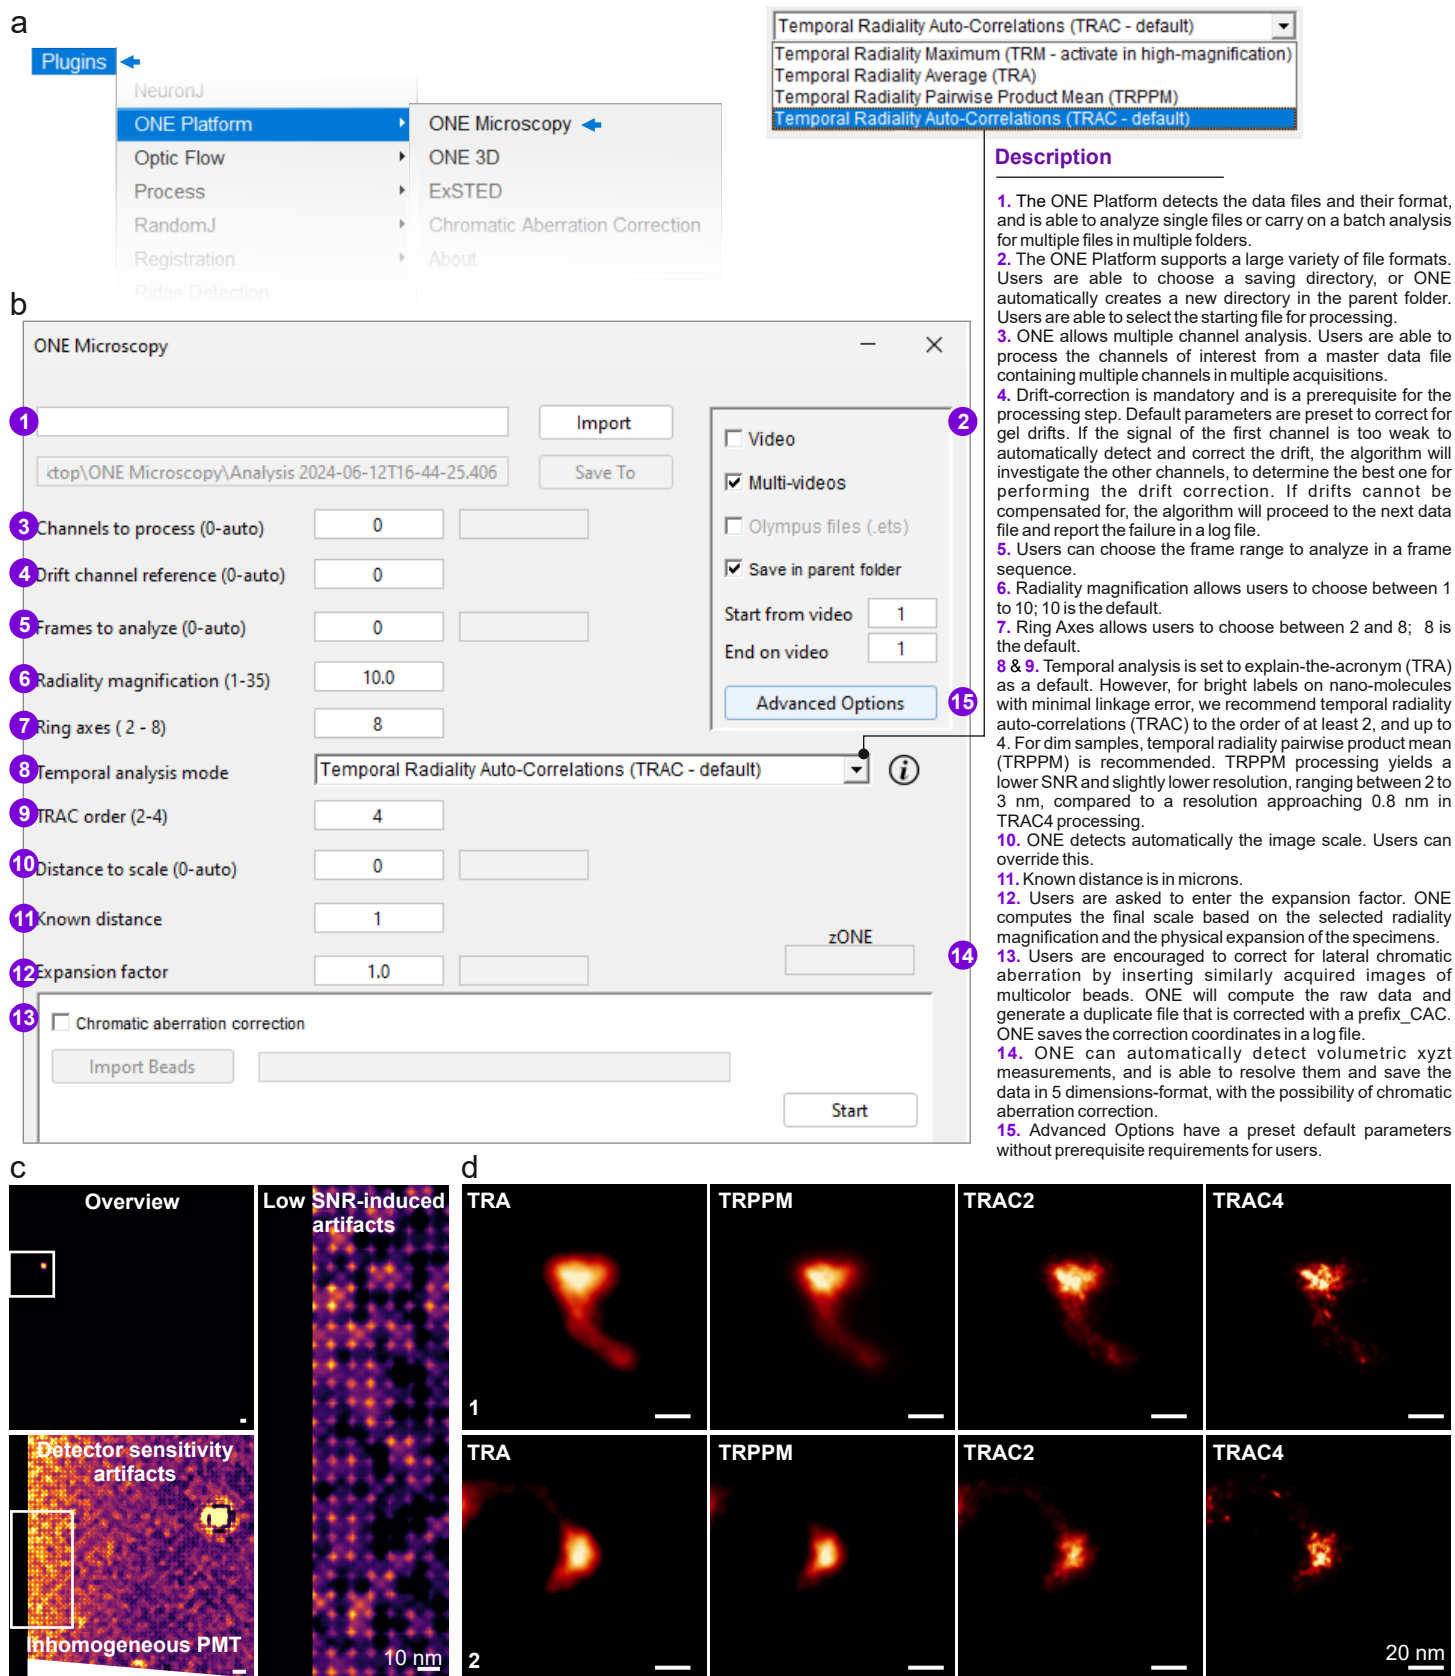 a
Plugins
NeuronJ
ONE Platform
Optic Flow
Process
RandomJ
Registration
Ridge Detection
ONE Microscopy
ONE 3D
ExSTED
Chromatic Aberration Correction
About
Temporal Radiality Auto-Correlations (TRAC - default)
Temporal Radiality Maximum (TRM - activate in high-magnification)
Temporal Radiality Average (TRA)
Temporal Radiality Pairwise Product Mean (TRPPM)
Temporal Radiality Auto-Correlations (TRAC - default)
b
ONE Microscopy
1
Import
ktop\ONE Microscopy\Analysis 2024-06-12T16-44-25.406
Save To
3 Channels to process (0-auto) 0
4 Drift channel reference (0-auto) 0
5 Frames to analyze (0-auto) 0
6 Radiality magnification (1-35) 10.0
7 Ring axes ( 2 - 8) 8
8 Temporal analysis mode Temporal Radiality Auto-Correlations (TRAC - default) i
9 TRAC order (2-4) 4
10 Distance to scale (0-auto) 0
11 Known distance 1
12 Expansion factor 1.0
2
Video
Multi-videos
Olympus files (.ets)
Save in parent folder
Start from video 1
End on video 1
Advanced Options 15
zONE
14
13 Chromatic aberration correction
Import Beads
Start
Description
1. The ONE Platform detects the data files and their format,
and is able to analyze single files or carry on a batch analysis
for multiple files in multiple folders.
2. The ONE Platform supports a large variety of file formats.
Users are able to choose a saving directory, or ONE
automatically creates a new directory in the parent folder.
Users are able to select the starting file for processing.
3. ONE allows multiple channel analysis. Users are able to
process the channels of interest from a master data file
containing multiple channels in multiple acquisitions.
4. Drift-correction is mandatory and is a prerequisite for the
processing step. Default parameters are preset to correct for
gel drifts. If the signal of the first channel is too weak to
automatically detect and correct the drift, the algorithm will
investigate the other channels, to determine the best one for
performing the drift correction. If drifts cannot be
compensated for, the algorithm will proceed to the next data
file and report the failure in a log file.
5. Users can choose the frame range to analyze in a frame
sequence.
6. Radiality magnification allows users to choose between 1
to 10; 10 is the default.
7. Ring Axes allows users to choose between 2 and 8; 8 is
the default.
8 & 9. Temporal analysis is set to explain-the-acronym (TRA)
as a default. However, for bright labels on nano-molecules
with minimal linkage error, we recommend temporal radiality
auto-correlations (TRAC) to the order of at least 2, and up to
4. For dim samples, temporal radiality pairwise product mean
(TRPPM) is recommended. TRPPM processing yields a
lower SNR and slightly lower resolution, ranging between 2 to
3 nm, compared to a resolution approaching 0.8 nm in
TRAC4 processing.
10. ONE detects automatically the image scale. Users can
override this.
11. Known distance is in microns.
12. Users are asked to enter the expansion factor. ONE
computes the final scale based on the selected radiality
magnification and the physical expansion of the specimens.
13. Users are encouraged to correct for lateral chromatic
aberration by inserting similarly acquired images of
multicolor beads. ONE will compute the raw data and
generate a duplicate file that is corrected with a prefix_CAC.
ONE saves the correction coordinates in a log file.
14. ONE can automatically detect volumetric xyzt
measurements, and is able to resolve them and save the
data in 5 dimensions-format, with the possibility of chromatic
aberration correction.
15. Advanced Options have a preset default parameters
without prerequisite requirements for users.
c
Overview
Low SNR-induced
artifacts
Detector sensitivity
artifacts
Inhomogeneous PMT
10 nm
d
TRA TRPPM TRAC2 TRAC4
1
TRA TRPPM TRAC2 TRAC4
2
20 nm